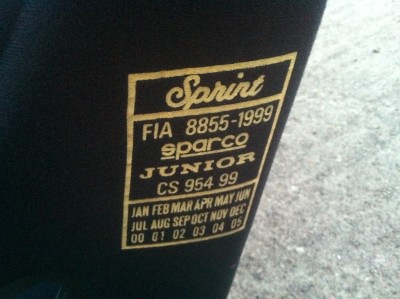 Sprint
FIA 8855-1999
sparco
JUNIOR
CS 954 99
JAN FEB MAR APR MAY JUN
JUL AUG SEP OCT NOV DEC
00 01 02 03 04 05